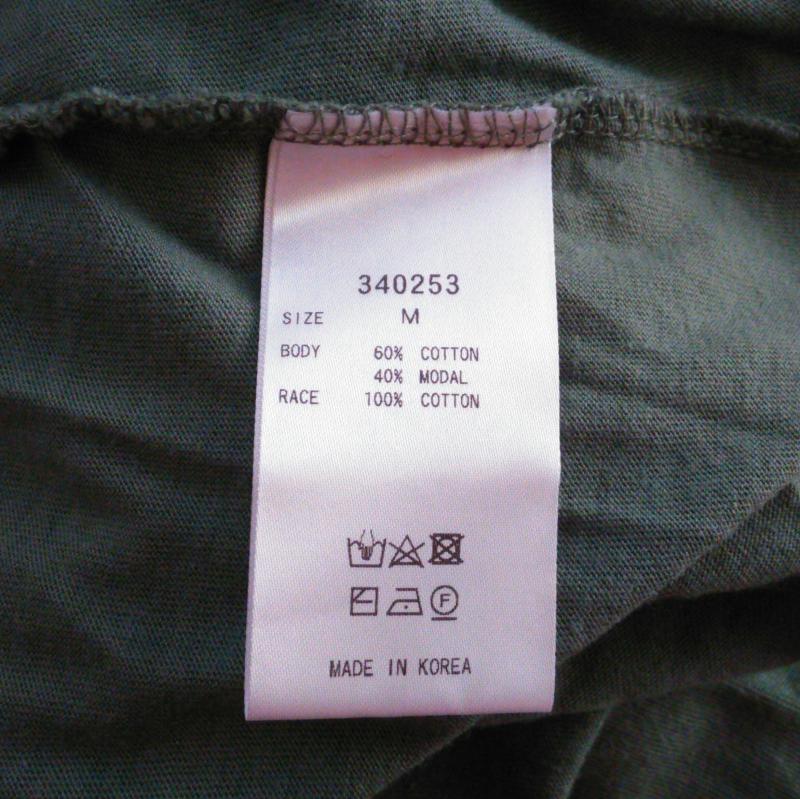 340253
SIZE M
BODY 60% COTTON
40% MODAL
RACE 100% COTTON
F
MADE IN KOREA